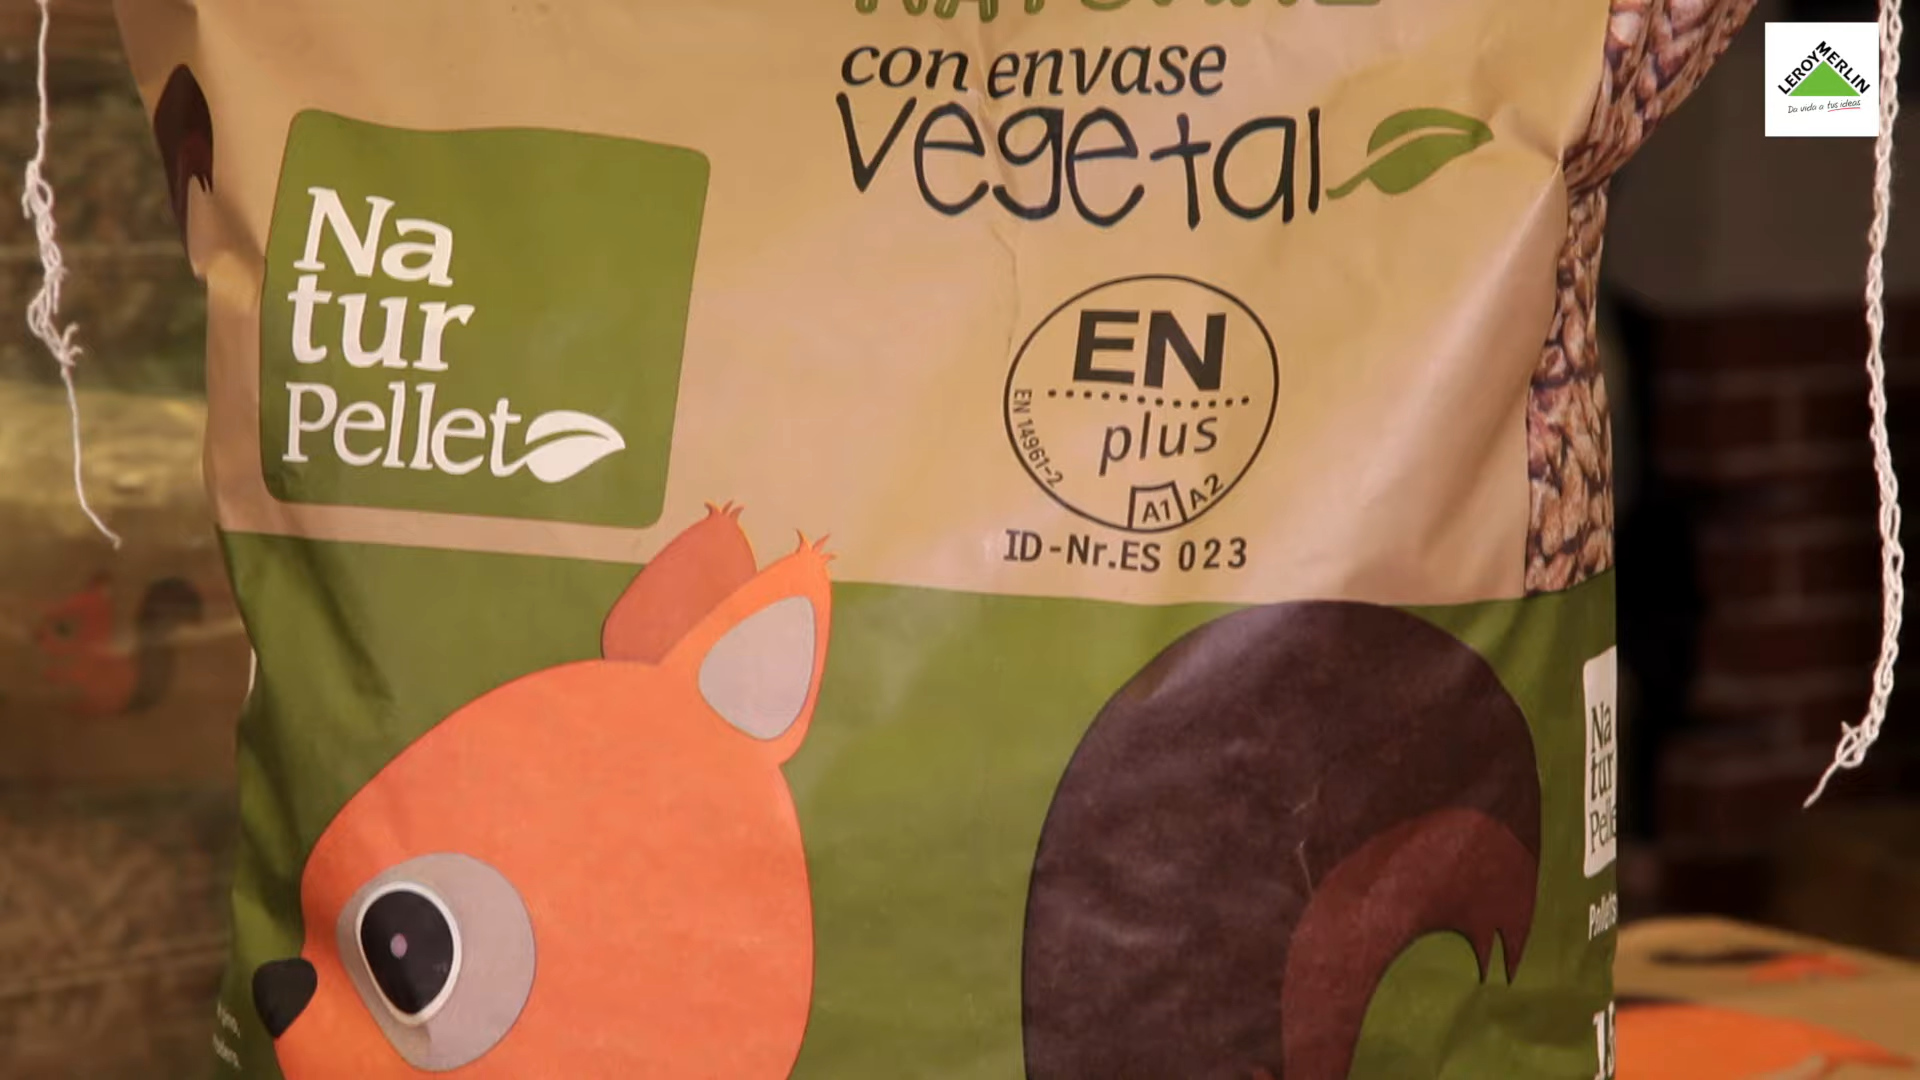 con envase
vegetal
Na
tur
Pellet
EN
plus
EN 14961-2
A1 A2
ID-Nr.ES 023
LEROY MERLIN
Da vida a tus ideas
Na
tur
Pelle